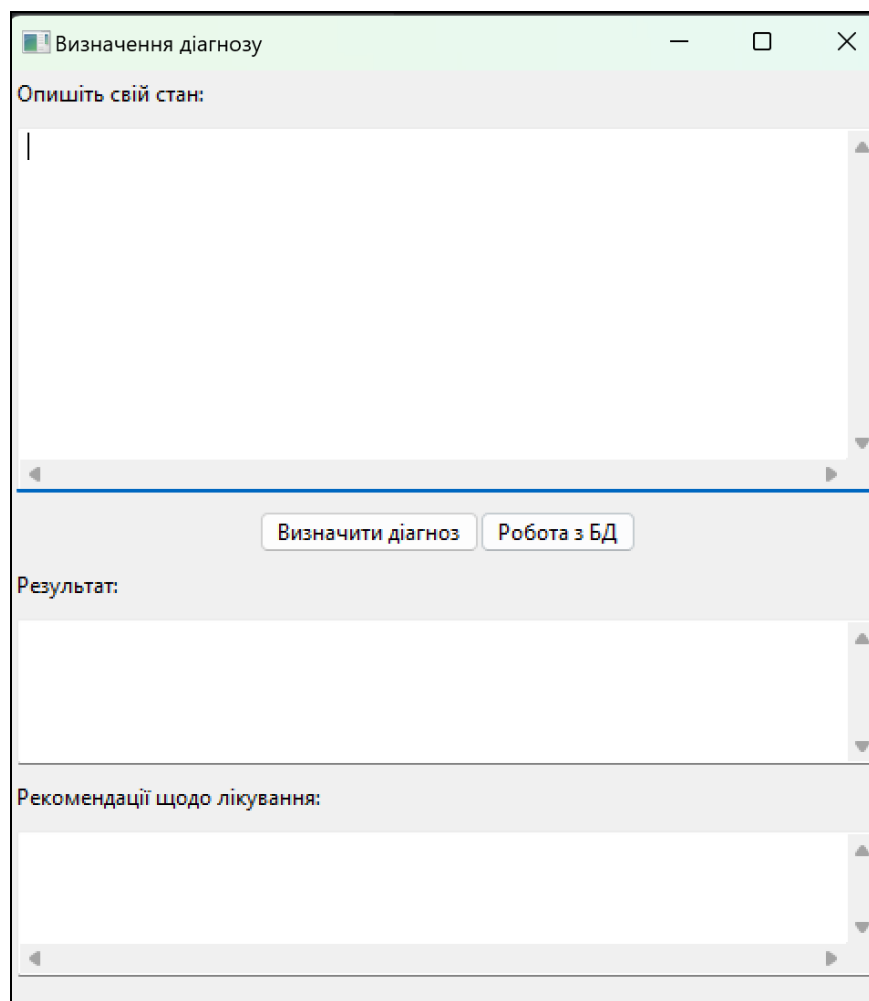 Визначення діагнозу
Опишіть свій стан:
Визначити діагноз Робота з БД
Результат:
Рекомендації щодо лікування: